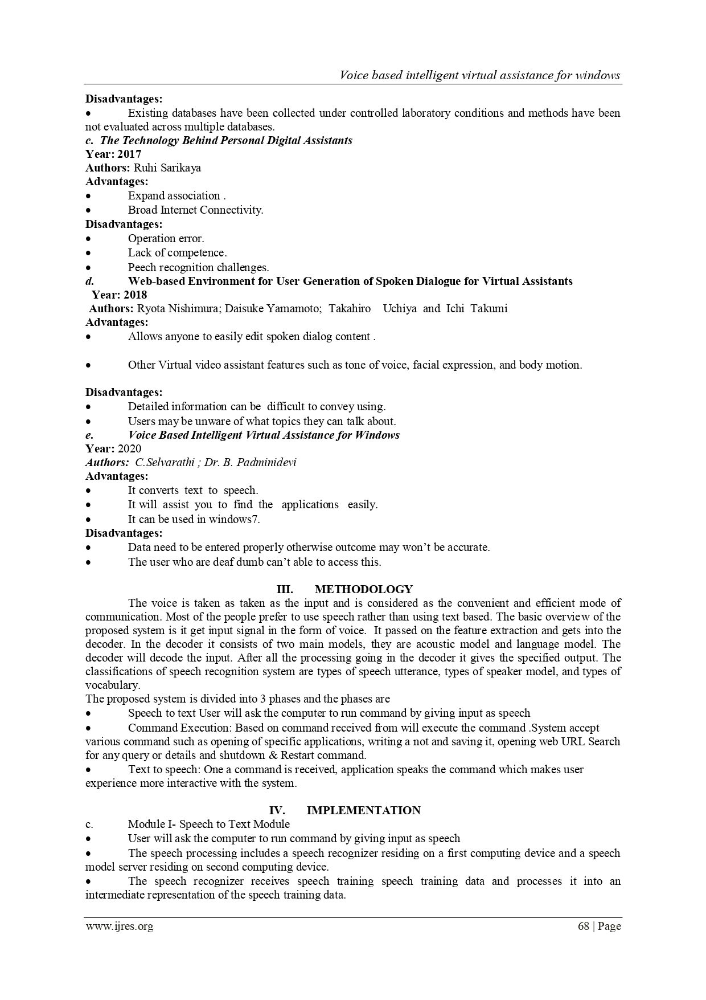 Voice based intelligent virtual assistance for windows
Disadvantages:
• Existing databases have been collected under controlled laboratory conditions and methods have been
not evaluated across multiple databases.
c. The Technology Behind Personal Digital Assistants
Year: 2017
Authors: Ruhi Sarikaya
Advantages:
• Expand association .
• Broad Internet Connectivity.
Disadvantages:
• Operation error.
• Lack of competence.
• Peech recognition challenges.
d. Web-based Environment for User Generation of Spoken Dialogue for Virtual Assistants
Year: 2018
Authors: Ryota Nishimura; Daisuke Yamamoto; Takahiro Uchiya and Ichi Takumi
Advantages:
• Allows anyone to easily edit spoken dialog content .
• Other Virtual video assistant features such as tone of voice, facial expression, and body motion.
Disadvantages:
• Detailed information can be difficult to convey using.
• Users may be unware of what topics they can talk about.
e. Voice Based Intelligent Virtual Assistance for Windows
Year: 2020
Authors: C.Selvarathi ; Dr. B. Padminidevi
Advantages:
• It converts text to speech.
• It will assist you to find the applications easily.
• It can be used in windows7.
Disadvantages:
• Data need to be entered properly otherwise outcome may won’t be accurate.
• The user who are deaf dumb can’t able to access this.
III. METHODOLOGY
The voice is taken as taken as the input and is considered as the convenient and efficient mode of
communication. Most of the people prefer to use speech rather than using text based. The basic overview of the
proposed system is it get input signal in the form of voice. It passed on the feature extraction and gets into the
decoder. In the decoder it consists of two main models, they are acoustic model and language model. The
decoder will decode the input. After all the processing going in the decoder it gives the specified output. The
classifications of speech recognition system are types of speech utterance, types of speaker model, and types of
vocabulary.
The proposed system is divided into 3 phases and the phases are
• Speech to text User will ask the computer to run command by giving input as speech
• Command Execution: Based on command received from will execute the command .System accept
various command such as opening of specific applications, writing a not and saving it, opening web URL Search
for any query or details and shutdown & Restart command.
• Text to speech: One a command is received, application speaks the command which makes user
experience more interactive with the system.
IV. IMPLEMENTATION
c. Module I- Speech to Text Module
• User will ask the computer to run command by giving input as speech
• The speech processing includes a speech recognizer residing on a first computing device and a speech
model server residing on second computing device.
• The speech recognizer receives speech training speech training data and processes it into an
intermediate representation of the speech training data.
www.ijres.org 68 | Page